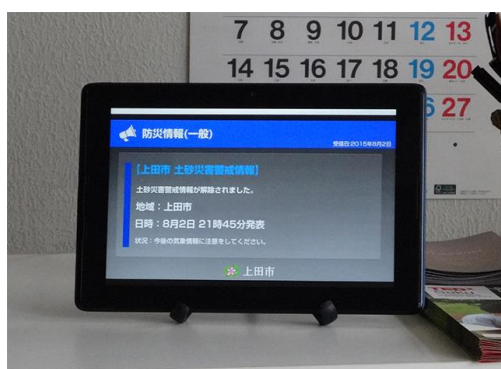 7 8 9 10 11 12 13
14 15 16 17 18 19 20
6 27
防災情報(一般)
受信日:2015年8月2日
【上田市 土砂災害警戒情報】
土砂災害警戒情報が解除されました。
地域:上田市
日時:8月2日 21時45分発表
状況:今後の気象情報に注意をしてください。
上田市